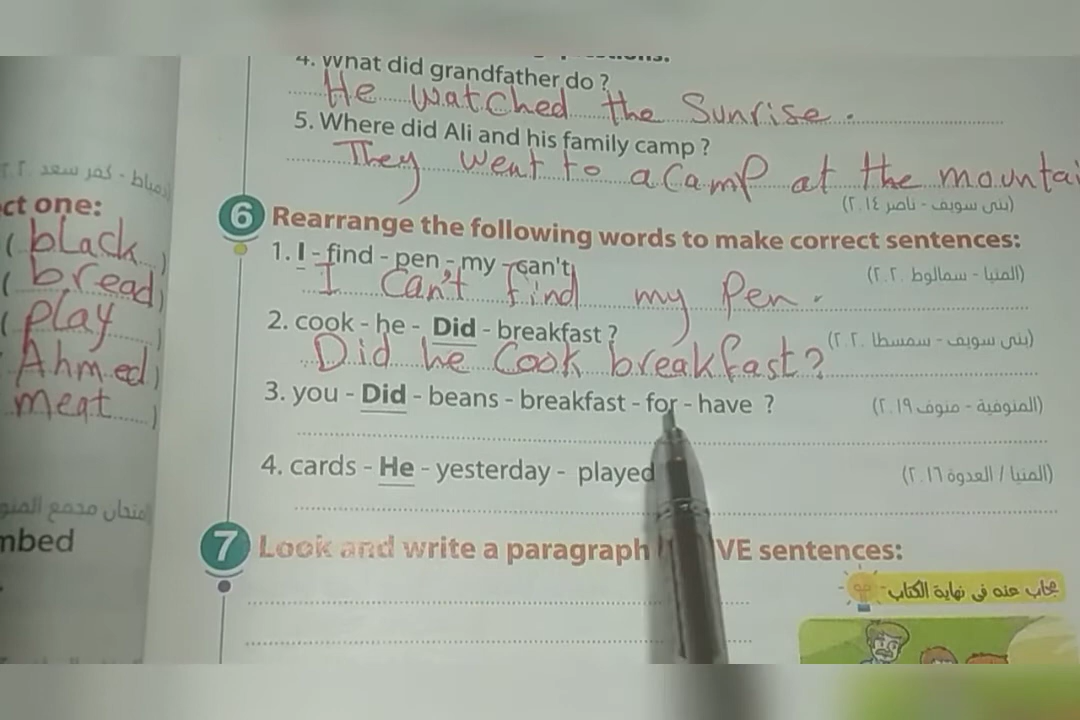 4. What did grandfather do ?
He watched the Sunrise.
5. Where did Ali and his family camp ?
They went to a camp at the mountai
(بنى سويف - ناصر ٢٠١٤)
6 Rearrange the following words to make correct sentences:
1. I - find - pen - my - can't
(المنيا - سمالوط ٢٠٢٠)
I can't find my pen.
2. cook - he - Did - breakfast ?
(بنى سويف - سمسطا ٢٠٢٠)
Did he cook breakfast?
3. you - Did - beans - breakfast - for - have ?
(المنوفية - منوف ٢٠١٩)
4. cards - He - yesterday - played
(المنيا / العدوة ٢٠١٦)
7 Look and write a paragraph VE sentences:
يجاب عنه فى نهاية الكتاب
دمياط - كفر سعد
ct one:
( black )
( bread )
( play )
Ahmed )
meat )
mbed